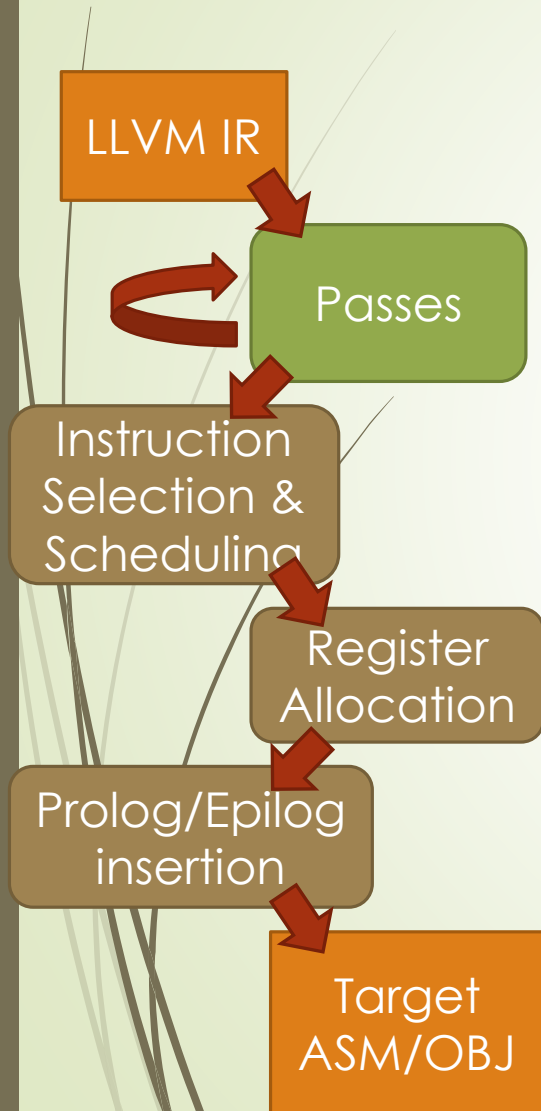 LLVM IR
Passes
Instruction
Selection &
Scheduling
Register
Allocation
Prolog/Epilog
insertion
Target
ASM/OBJ